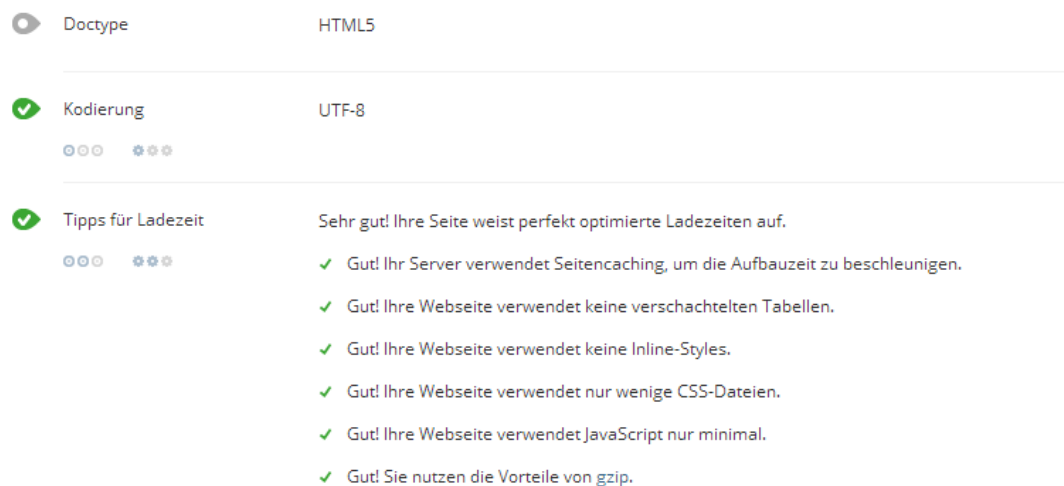 Doctype HTML5
Kodierung UTF-8
Tipps für Ladezeit Sehr gut! Ihre Seite weist perfekt optimierte Ladezeiten auf.
Gut! Ihr Server verwendet Seitencaching, um die Aufbauzeit zu beschleunigen.
Gut! Ihre Webseite verwendet keine verschachtelten Tabellen.
Gut! Ihre Webseite verwendet keine Inline-Styles.
Gut! Ihre Webseite verwendet nur wenige CSS-Dateien.
Gut! Ihre Webseite verwendet JavaScript nur minimal.
Gut! Sie nutzen die Vorteile von gzip.